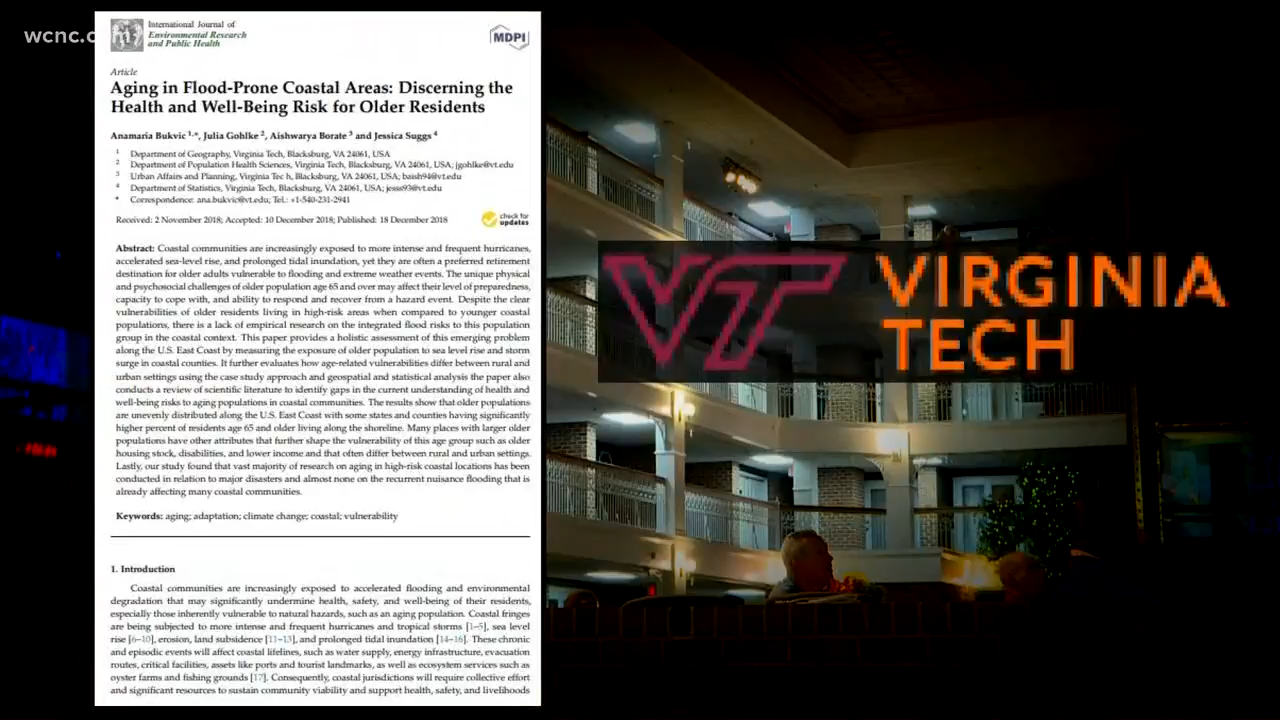 wcnc.com
International Journal of
Environmental Research
and Public Health
MDPI
Article
Aging in Flood-Prone Coastal Areas: Discerning the
Health and Well-Being Risk for Older Residents
Anamaria Bukvic 1,*, Julia Gohlke 2, Aishwarya Borate 3 and Jessica Suggs 4
1 Department of Geography, Virginia Tech, Blacksburg, VA 24061, USA
2 Department of Population Health Sciences, Virginia Tech, Blacksburg, VA 24061, USA; jgohlke@vt.edu
3 Urban Affairs and Planning, Virginia Tec h, Blacksburg, VA 24061, USA; baish94@vt.edu
4 Department of Statistics, Virginia Tech, Blacksburg, VA 24061, USA; jesss93@vt.edu
* Correspondence: ana.bukvic@vt.edu; Tel.: +1-540-231-2941
Received: 2 November 2018; Accepted: 10 December 2018; Published: 18 December 2018
check for
updates
Abstract: Coastal communities are increasingly exposed to more intense and frequent hurricanes,
accelerated sea-level rise, and prolonged tidal inundation, yet they are often a preferred retirement
destination for older adults vulnerable to flooding and extreme weather events. The unique physical
and psychosocial challenges of older population age 65 and over may affect their level of preparedness,
capacity to cope with, and ability to respond and recover from a hazard event. Despite the clear
vulnerabilities of older residents living in high-risk areas when compared to younger coastal
populations, there is a lack of empirical research on the integrated flood risks to this population
group in the coastal context. This paper provides a holistic assessment of this emerging problem
along the U.S. East Coast by measuring the exposure of older population to sea level rise and storm
surge in coastal counties. It further evaluates how age-related vulnerabilities differ between rural and
urban settings using the case study approach and geospatial and statistical analysis the paper also
conducts a review of scientific literature to identify gaps in the current understanding of health and
well-being risks to aging populations in coastal communities. The results show that older populations
are unevenly distributed along the U.S. East Coast with some states and counties having significantly
higher percent of residents age 65 and older living along the shoreline. Many places with larger older
populations have other attributes that further shape the vulnerability of this age group such as older
housing stock, disabilities, and lower income and that often differ between rural and urban settings.
Lastly, our study found that vast majority of research on aging in high-risk coastal locations has been
conducted in relation to major disasters and almost none on the recurrent nuisance flooding that is
already affecting many coastal communities.
Keywords: aging; adaptation; climate change; coastal; vulnerability
1. Introduction
Coastal communities are increasingly exposed to accelerated flooding and environmental
degradation that may significantly undermine health, safety, and well-being of their residents,
especially those inherently vulnerable to natural hazards, such as an aging population. Coastal fringes
are being subjected to more intense and frequent hurricanes and tropical storms [1–5], sea level
rise [6–10], erosion, land subsidence [11–13], and prolonged tidal inundation [14–16]. These chronic
and episodic events will affect coastal lifelines, such as water supply, energy infrastructure, evacuation
routes, critical facilities, assets like ports and tourist landmarks, as well as ecosystem services such as
oyster farms and fishing grounds [17]. Consequently, coastal jurisdictions will require collective effort
and significant resources to sustain community viability and support health, safety, and livelihoods
VT
VIRGINIA
TECH